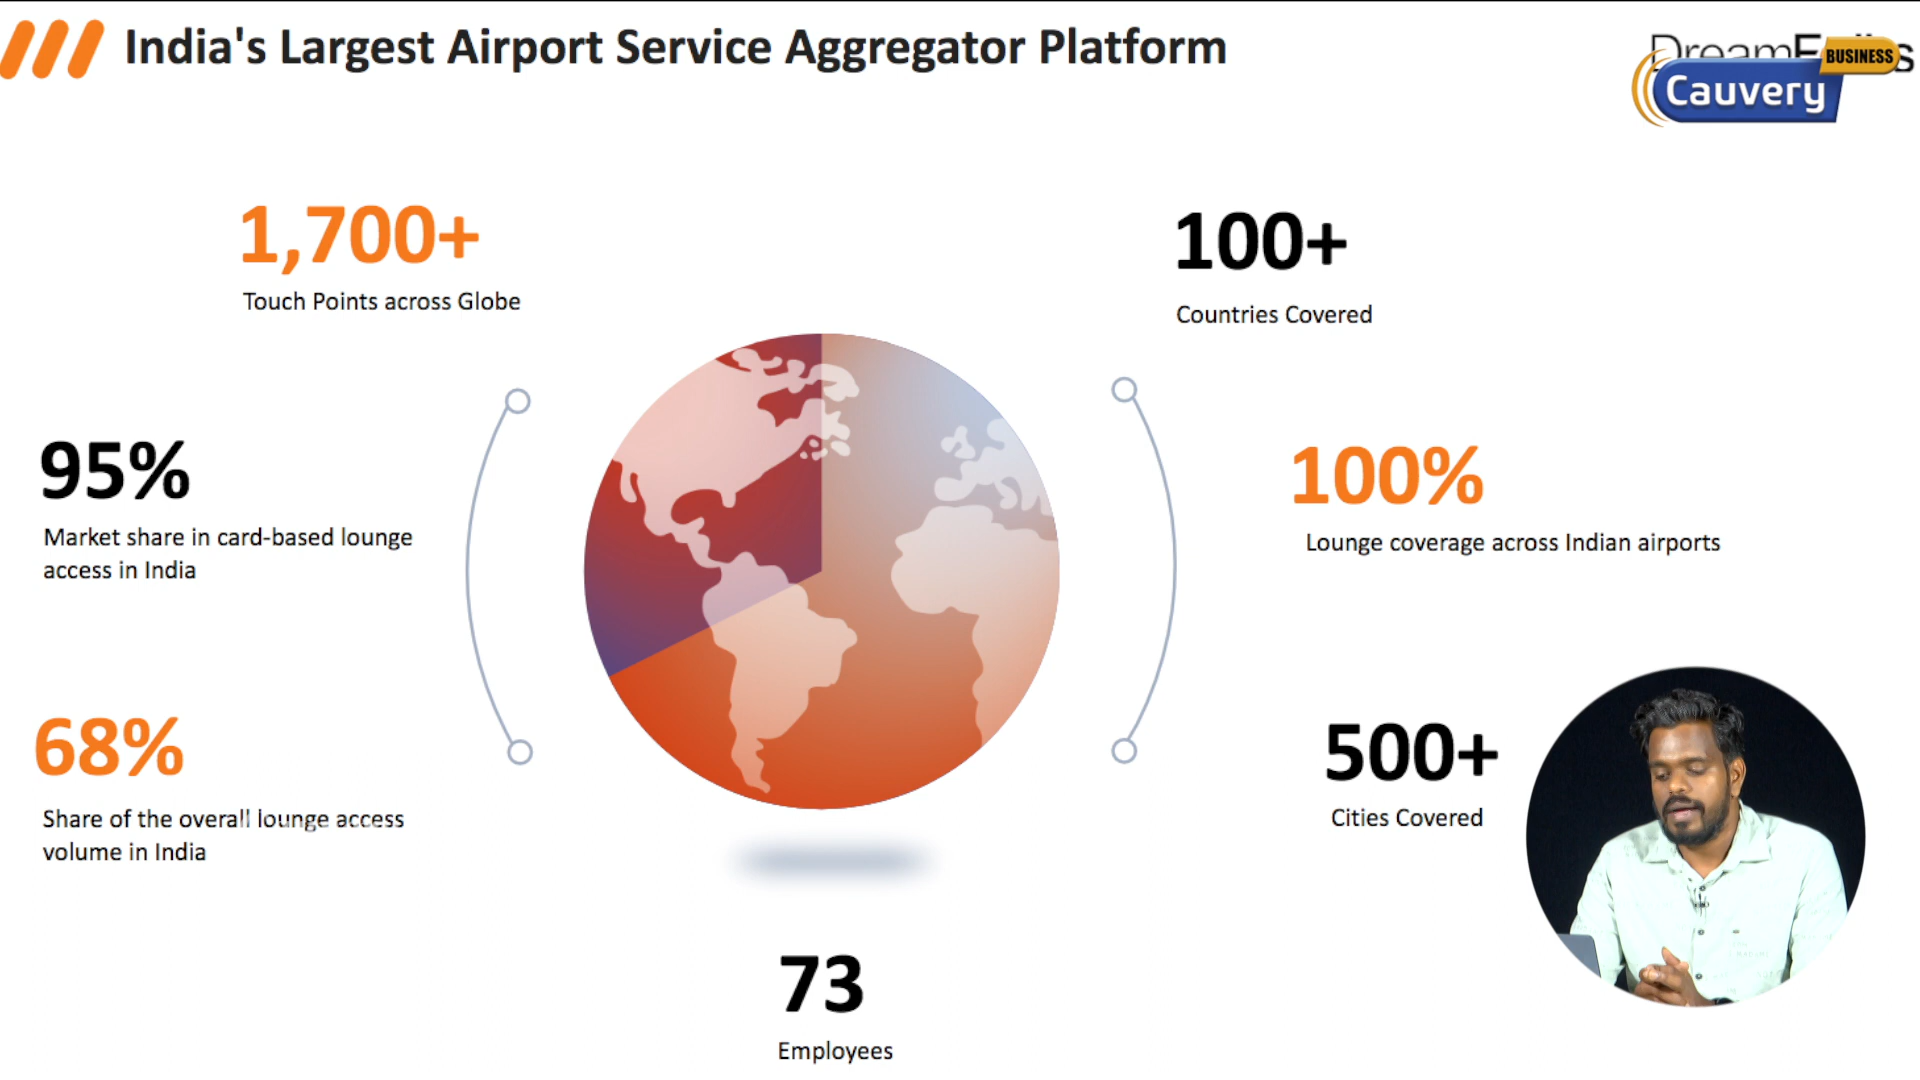 India's Largest Airport Service Aggregator Platform
BUSINESS
Cauvery
1,700+
Touch Points across Globe
100+
Countries Covered
95%
Market share in card-based lounge
access in India
100%
Lounge coverage across Indian airports
68%
Share of the overall lounge access
volume in India
500+
Cities Covered
73
Employees